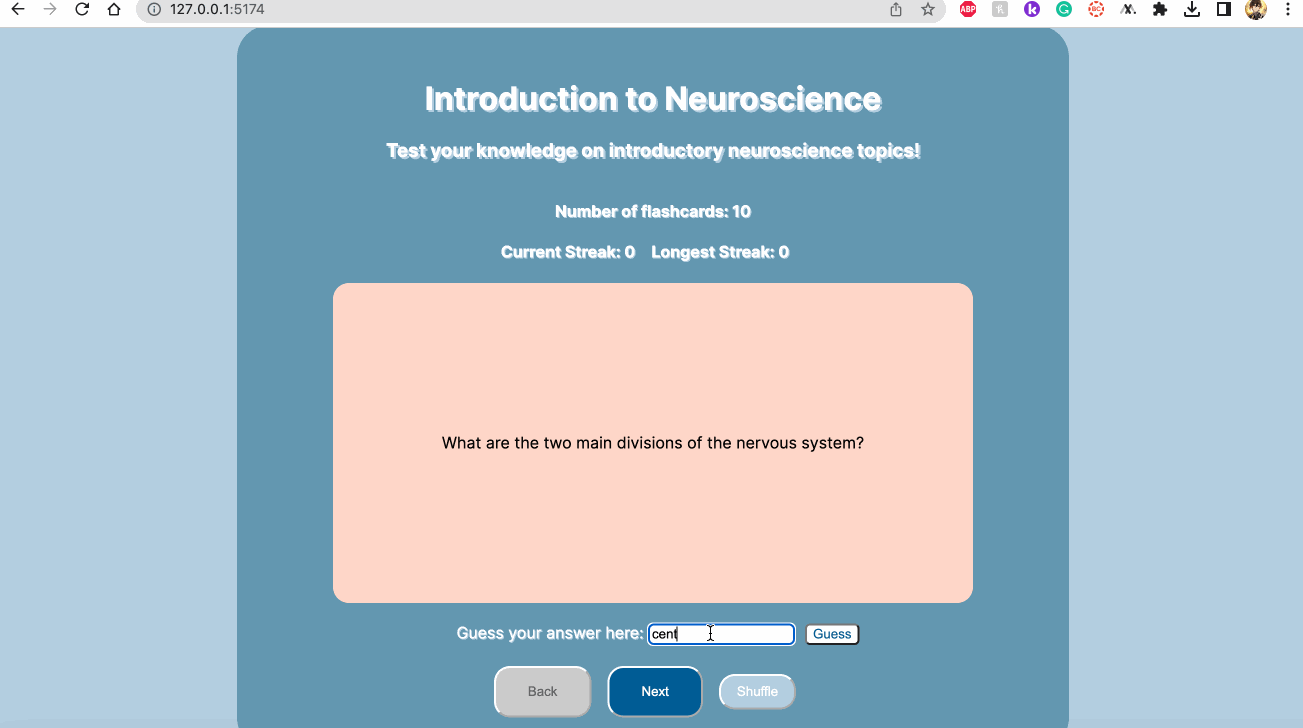 127.0.0.1:5174
ABP
Introduction to Neuroscience
Test your knowledge on introductory neuroscience topics!
Number of flashcards: 10
Current Streak: 0 Longest Streak: 0
What are the two main divisions of the nervous system?
Guess your answer here: cent Guess
Back Next Shuffle